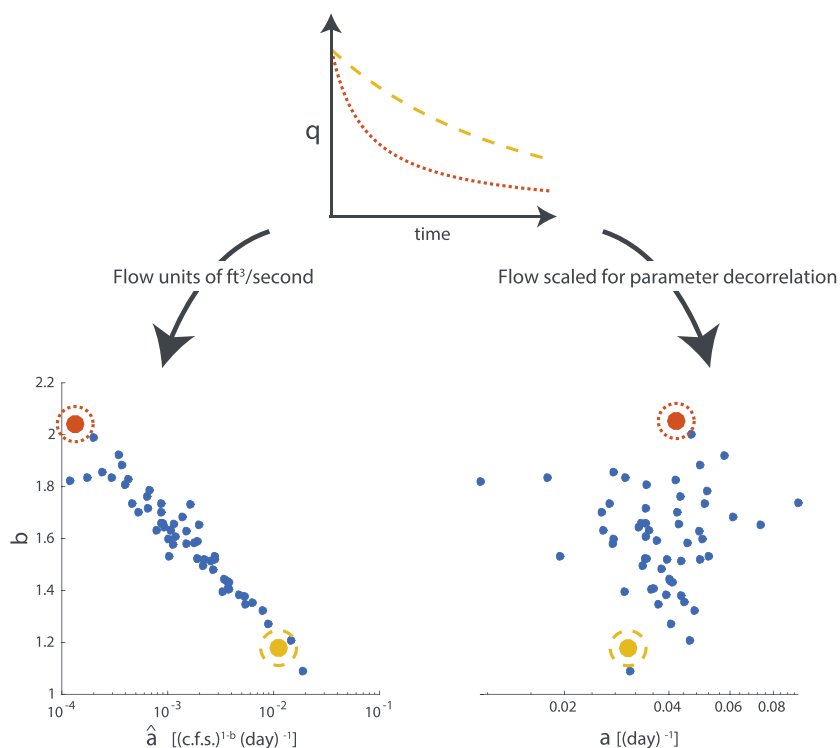 q
time
Flow units of ft³/second
Flow scaled for parameter decorrelation
b
2.2
2
1.8
1.6
1.4
1.2
1
10⁻⁴ 10⁻³ 10⁻² 10⁻¹
â [(c.f.s.)¹⁻ᵇ (day) ⁻¹]
0.02 0.04 0.06 0.08
a [(day) ⁻¹]